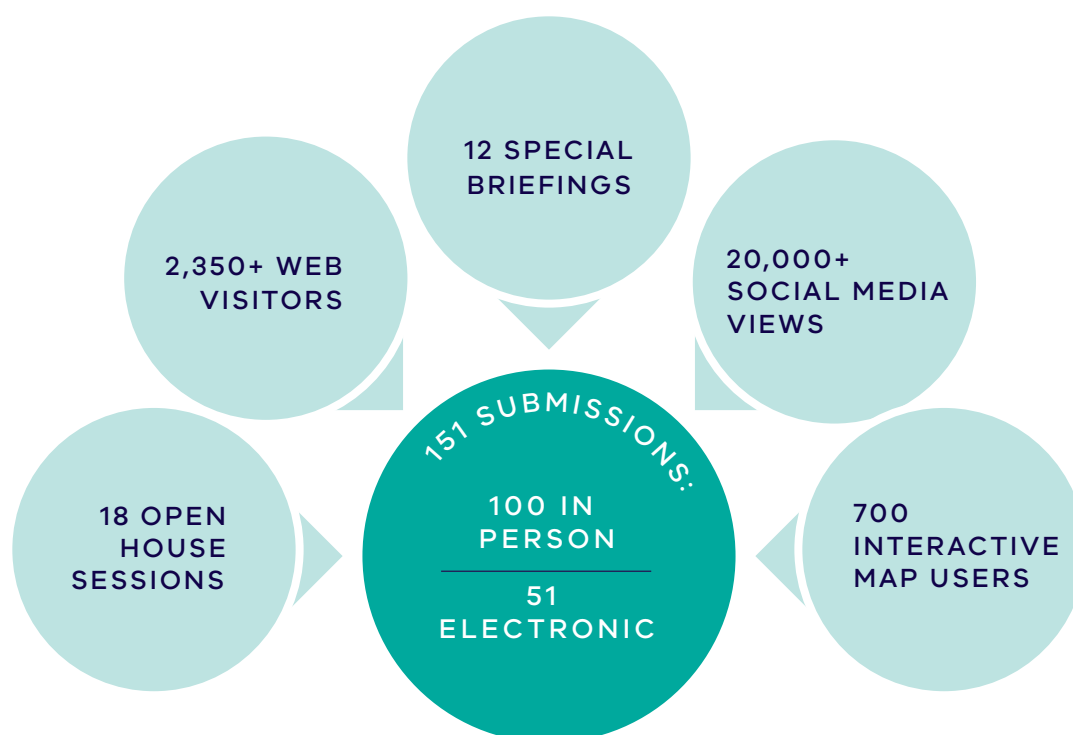 12 SPECIAL
BRIEFINGS
2,350+ WEB
VISITORS
20,000+
SOCIAL MEDIA
VIEWS
18 OPEN
HOUSE
SESSIONS
151 SUBMISSIONS:
100 IN
PERSON
51
ELECTRONIC
700
INTERACTIVE
MAP USERS